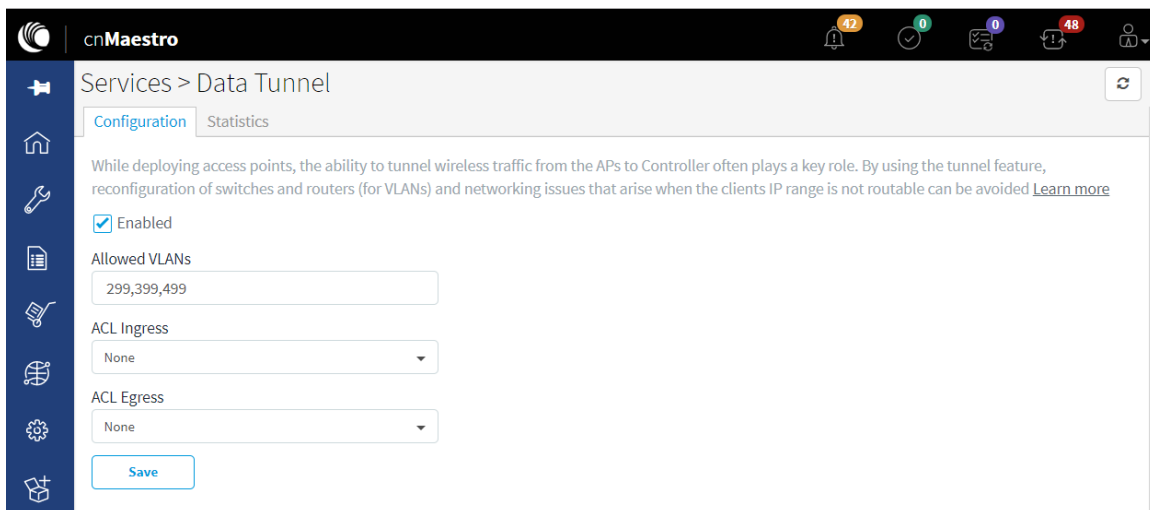 cnMaestro
42
0
0
48
Services > Data Tunnel
Configuration
Statistics
While deploying access points, the ability to tunnel wireless traffic from the APs to Controller often plays a key role. By using the tunnel feature,
reconfiguration of switches and routers (for VLANs) and networking issues that arise when the clients IP range is not routable can be avoided Learn more
Enabled
Allowed VLANs
299,399,499
ACL Ingress
None
ACL Egress
None
Save